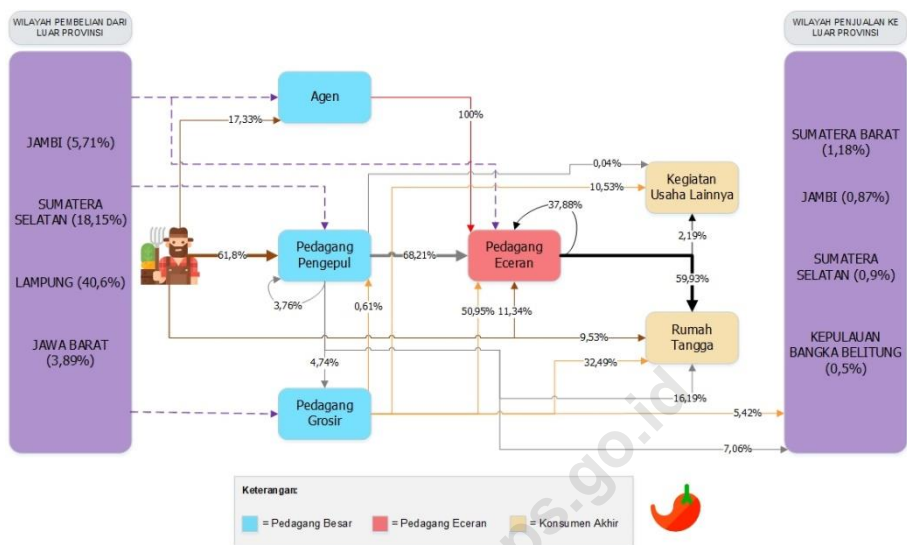 WILAYAH PEMBELIAN DARI
LUAR PROVINSI
WILAYAH PENJUALAN KE
LUAR PROVINSI
JAMBI (5,71%)
SUMATERA
SELATAN (18,15%)
LAMPUNG (40,6%)
JAWA BARAT
(3,89%)
Agen
17,33%
100%
0,04%
10,53%
Kegiatan
Usaha Lainnya
37,88%
2,19%
61,8%
Pedagang
Pengepul
68,21%
Pedagang
Eceran
59,93%
3,76%
0,61%
50,95%
11,34%
9,53%
Rumah
Tangga
4,74%
32,49%
16,19%
Pedagang
Grosir
5,42%
7,06%
SUMATERA BARAT
(1,18%)
JAMBI (0,87%)
SUMATERA
SELATAN (0,9%)
KEPULAUAN
BANGKA BELITUNG
(0,5%)
Keterangan:
= Pedagang Besar
= Pedagang Eceran
= Konsumen Akhir
ps.go.id